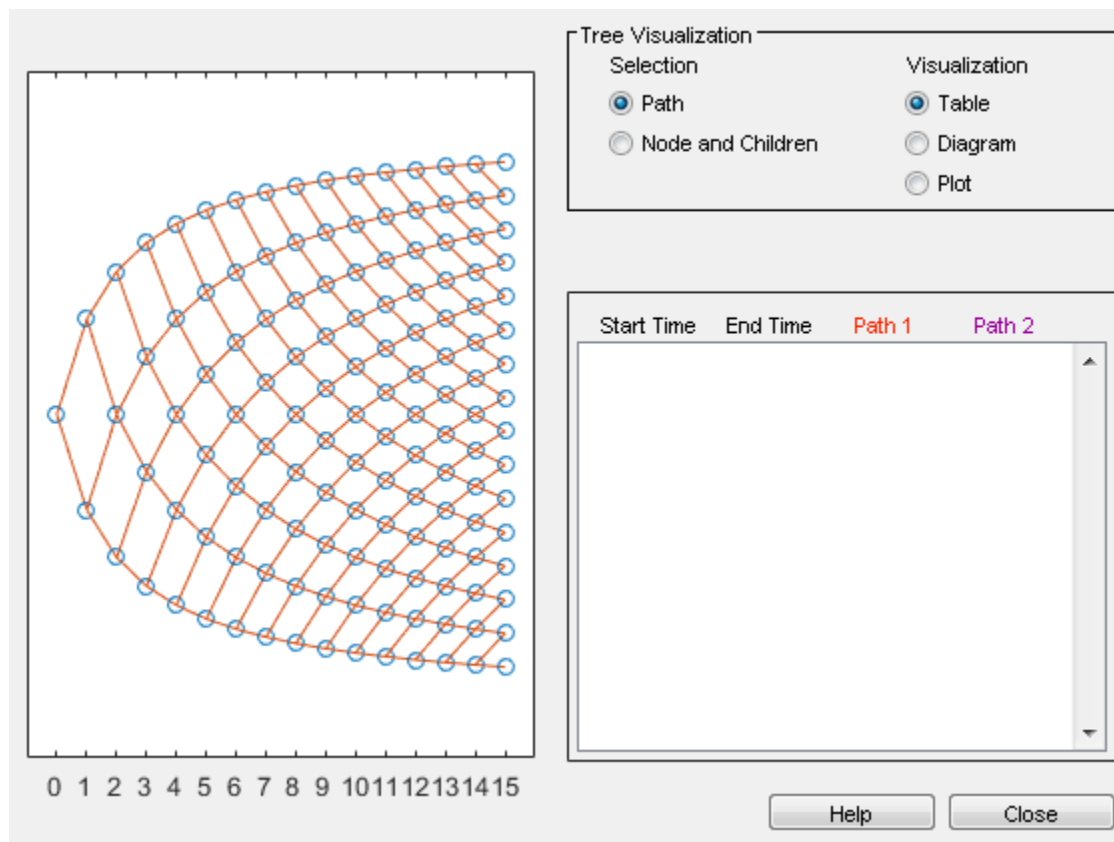 Tree Visualization
Selection
Visualization
Path
Table
Node and Children
Diagram
Plot
Start Time End Time Path 1 Path 2
0 1 2 3 4 5 6 7 8 9 10 11 12 13 14 15
Help
Close